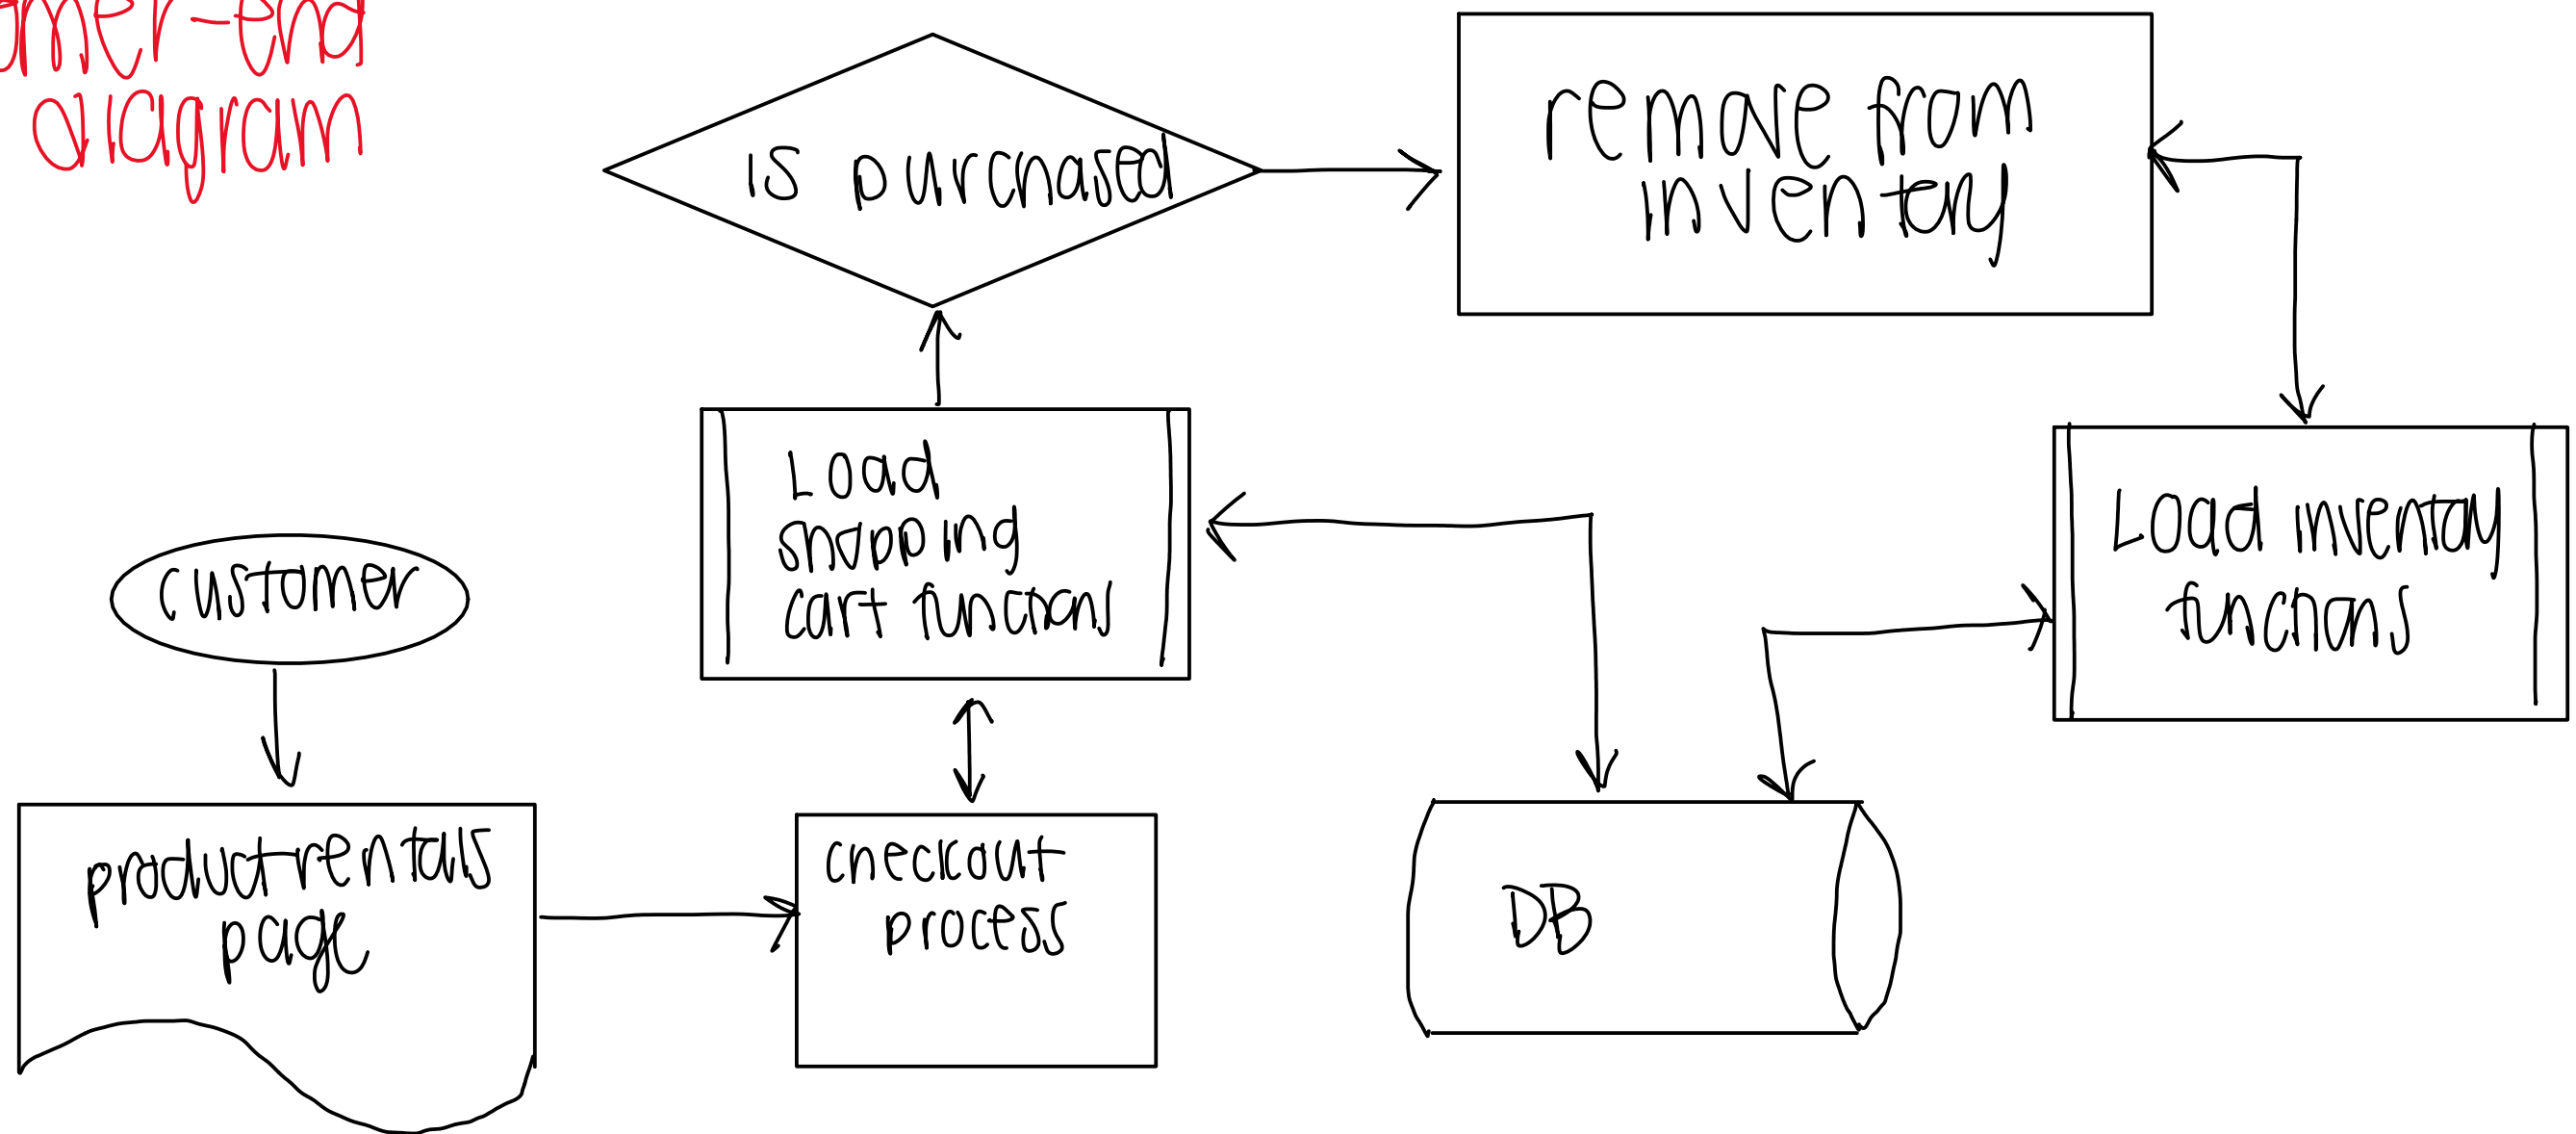 omer-end
diagram
is purchased
remove from
inventory
Load
shopping
cart functions
Load inventory
functions
customer
product-rentals
page
checkout
process
DB